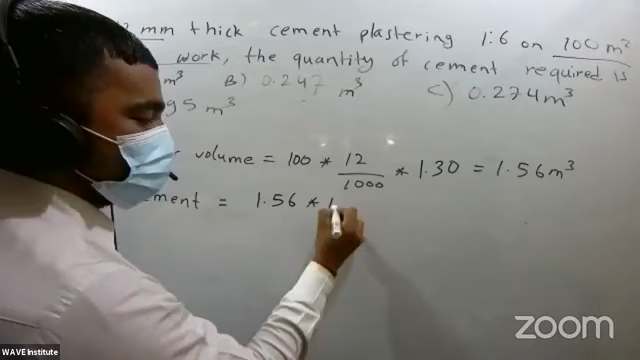 mm thick cement plastering 1:6 on 100 m²
work, the quantity of cement required is
m³ B) 0.247 m³ C) 0.274 m³
95 m³
volume = 100 * 12/1000 * 1.30 = 1.56 m³
ment = 1.56 *
zoom
WAVE Institute